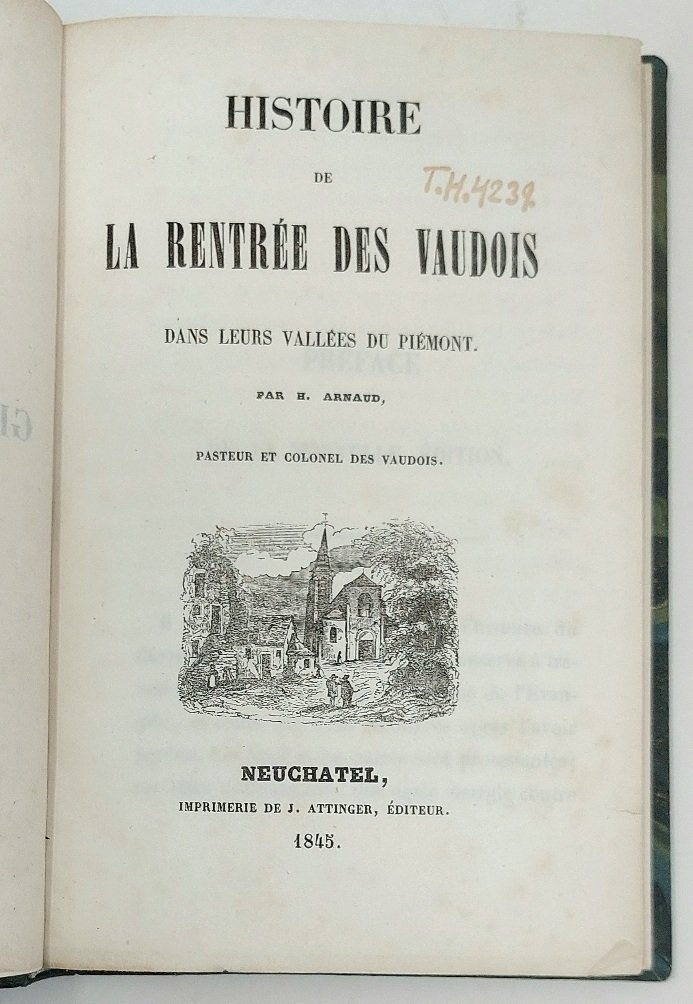 HISTOIRE
DE
T.H.4239
LA RENTRÉE DES VAUDOIS
DANS LEURS VALLÉES DU PIÉMONT.
PAR H. ARNAUD,
PASTEUR ET COLONEL DES VAUDOIS.
NEUCHATEL,
IMPRIMERIE DE J. ATTINGER, ÉDITEUR.
1845.